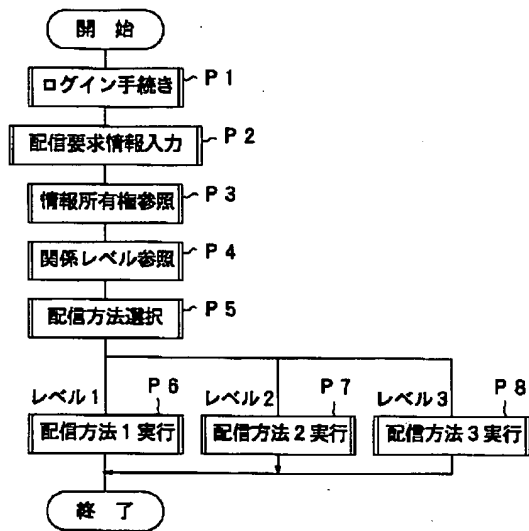 開 始
ログイン手続き P1
配信要求情報入力 P2
情報所有権参照 P3
関係レベル参照 P4
配信方法選択 P5
レベル1 P6 レベル2 P7 レベル3 P8
配信方法1実行 配信方法2実行 配信方法3実行
終 了